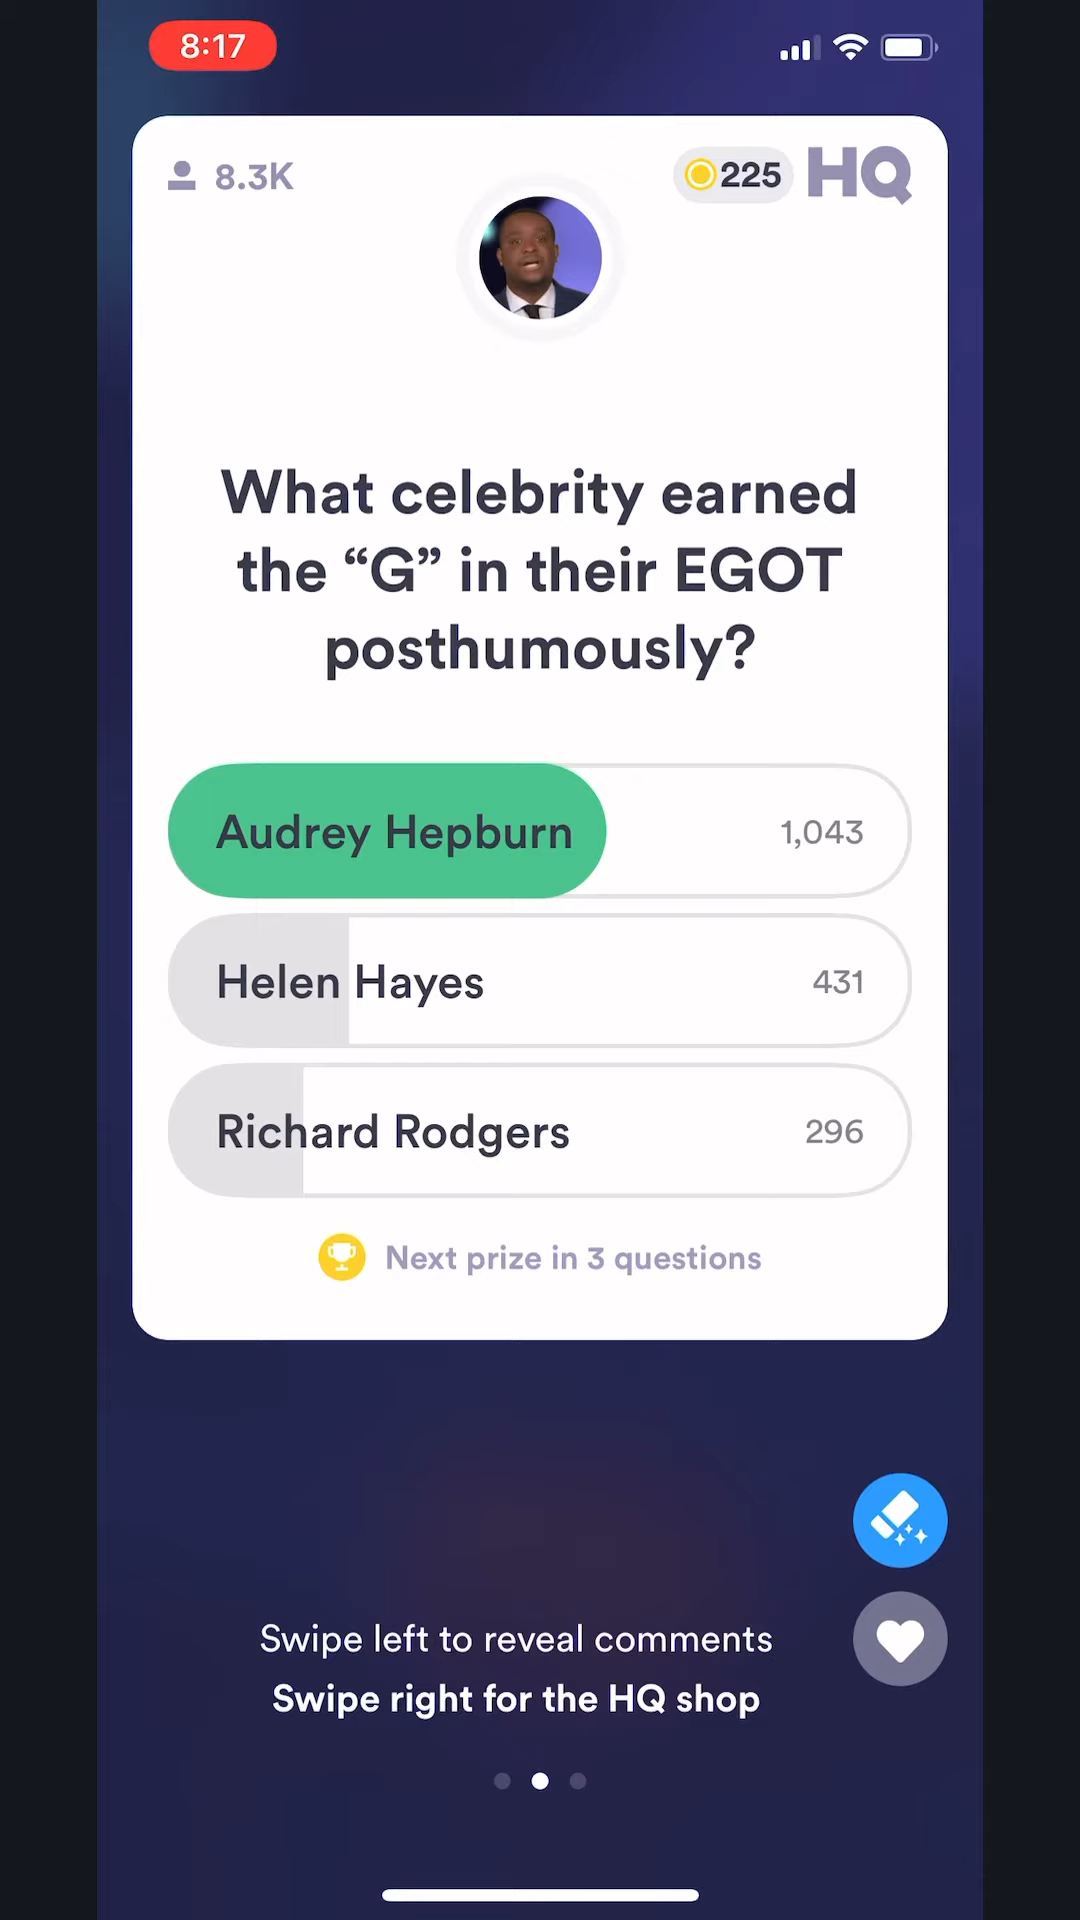 8:17
8.3K
225 HQ
What celebrity earned
the “G” in their EGOT
posthumously?
Audrey Hepburn 1,043
Helen Hayes 431
Richard Rodgers 296
Next prize in 3 questions
Swipe left to reveal comments
Swipe right for the HQ shop